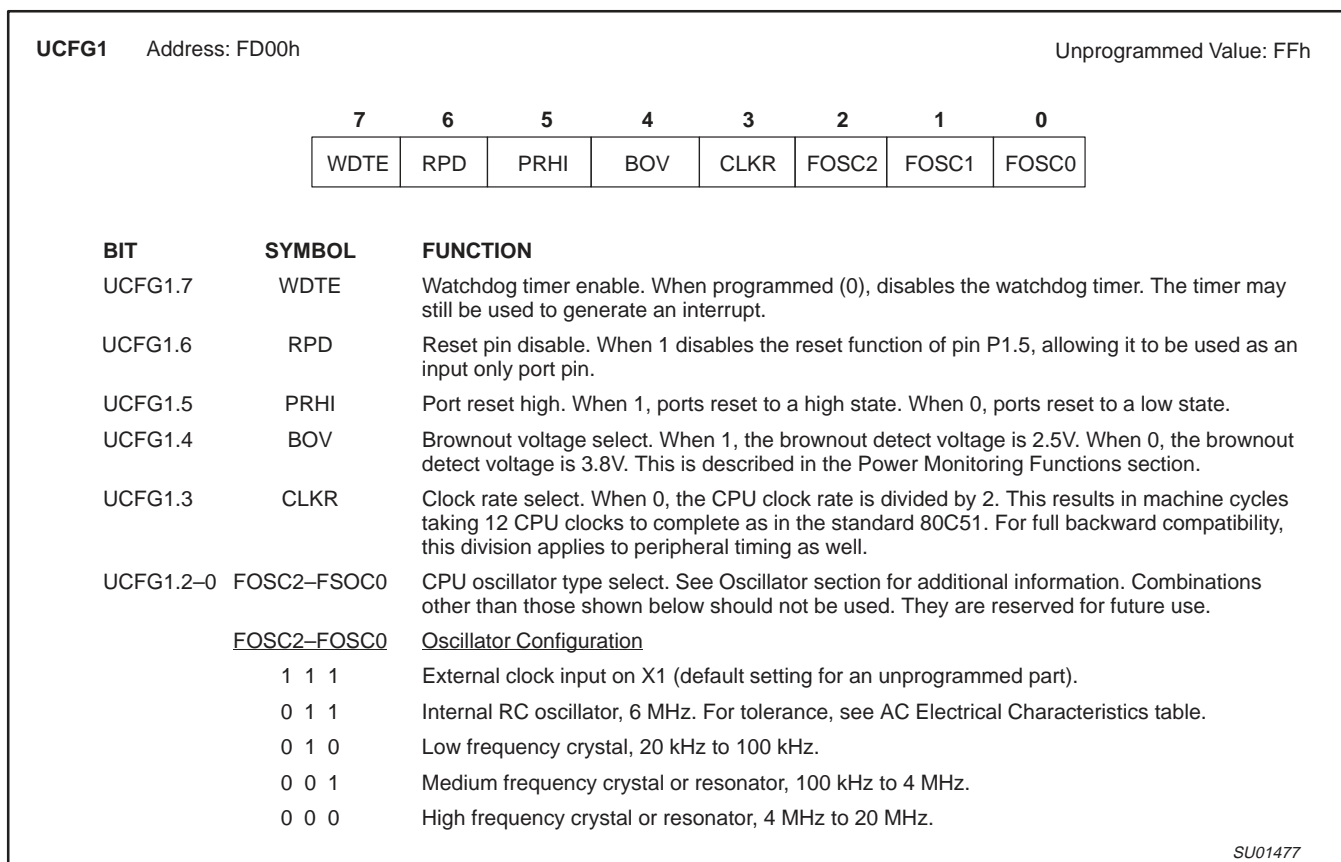 UCFG1 Address: FD00h Unprogrammed Value: FFh
7 6 5 4 3 2 1 0
WDTE RPD PRHI BOV CLKR FOSC2 FOSC1 FOSC0
BIT SYMBOL FUNCTION
UCFG1.7 WDTE Watchdog timer enable. When programmed (0), disables the watchdog timer. The timer may
still be used to generate an interrupt.
UCFG1.6 RPD Reset pin disable. When 1 disables the reset function of pin P1.5, allowing it to be used as an
input only port pin.
UCFG1.5 PRHI Port reset high. When 1, ports reset to a high state. When 0, ports reset to a low state.
UCFG1.4 BOV Brownout voltage select. When 1, the brownout detect voltage is 2.5V. When 0, the brownout
detect voltage is 3.8V. This is described in the Power Monitoring Functions section.
UCFG1.3 CLKR Clock rate select. When 0, the CPU clock rate is divided by 2. This results in machine cycles
taking 12 CPU clocks to complete as in the standard 80C51. For full backward compatibility,
this division applies to peripheral timing as well.
UCFG1.2–0 FOSC2–FSOC0 CPU oscillator type select. See Oscillator section for additional information. Combinations
other than those shown below should not be used. They are reserved for future use.
FOSC2–FOSC0 Oscillator Configuration
1 1 1 External clock input on X1 (default setting for an unprogrammed part).
0 1 1 Internal RC oscillator, 6 MHz. For tolerance, see AC Electrical Characteristics table.
0 1 0 Low frequency crystal, 20 kHz to 100 kHz.
0 0 1 Medium frequency crystal or resonator, 100 kHz to 4 MHz.
0 0 0 High frequency crystal or resonator, 4 MHz to 20 MHz.
SU01477